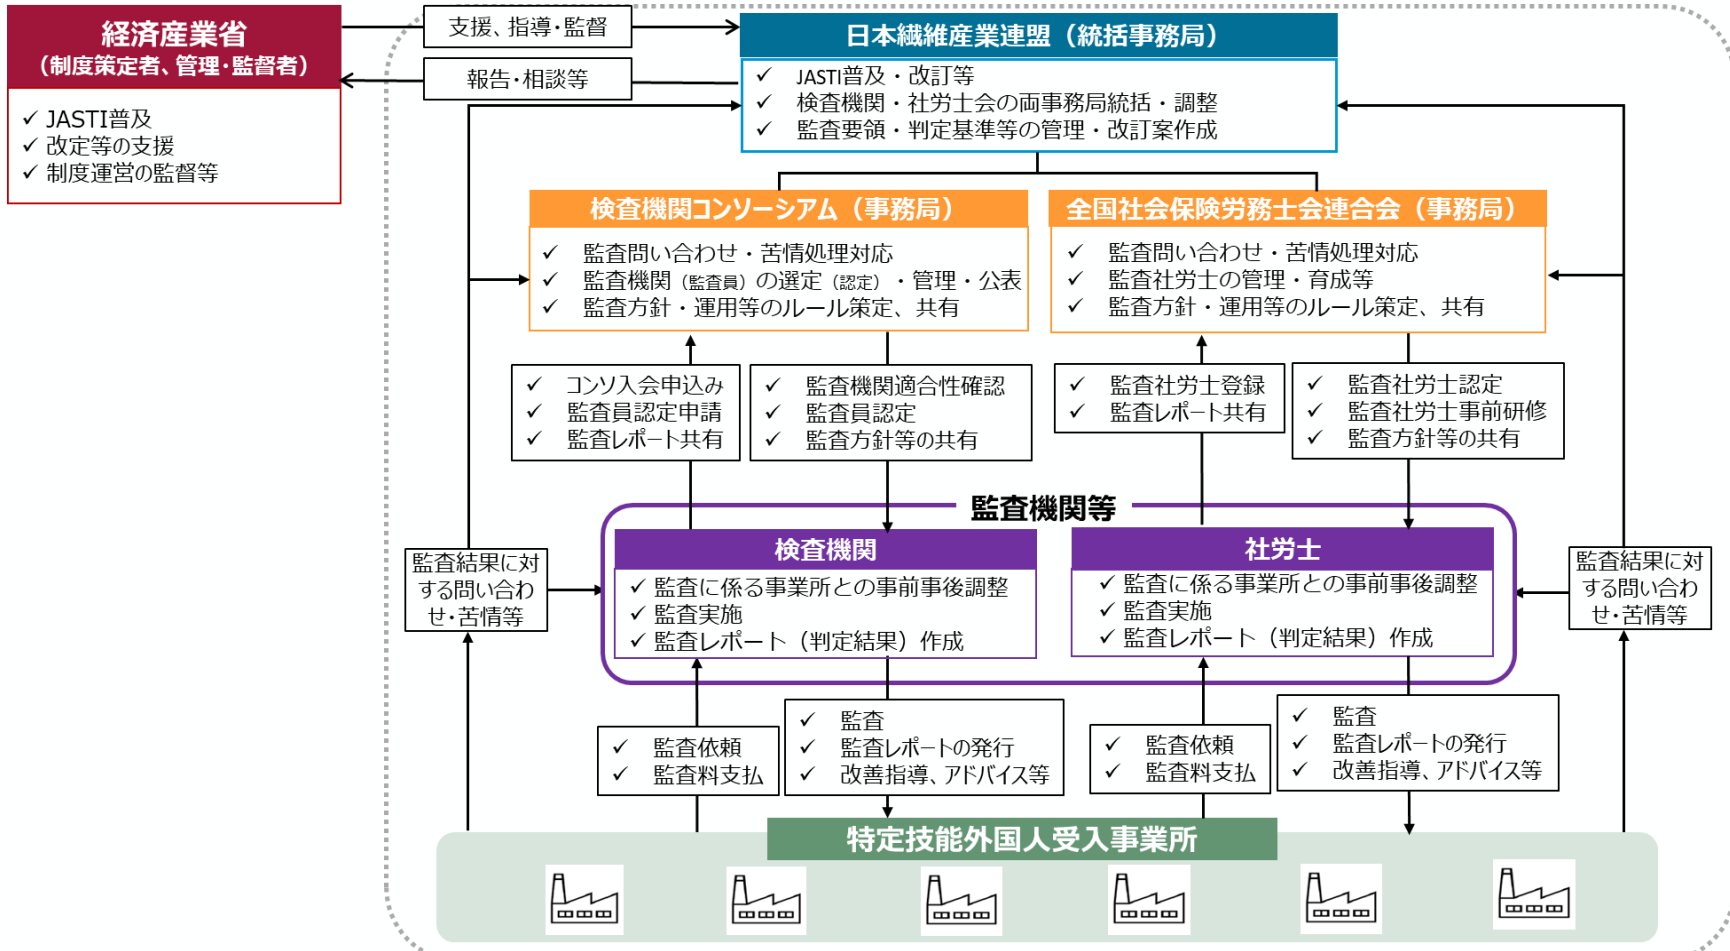 経済産業省
（制度策定者、管理・監督者）
✓ JASTI普及
✓ 改定等の支援
✓ 制度運営の監督等
支援、指導・監督
報告・相談等
日本繊維産業連盟（統括事務局）
✓ JASTI普及・改訂等
✓ 検査機関・社労士会の両事務局統括・調整
✓ 監査要領・判定基準等の管理・改訂案作成
検査機関コンソーシアム（事務局）
✓ 監査問い合わせ・苦情処理対応
✓ 監査機関（監査員）の選定（認定）・管理・公表
✓ 監査方針・運用等のルール策定、共有
全国社会保険労務士会連合会（事務局）
✓ 監査問い合わせ・苦情処理対応
✓ 監査社労士の管理・育成等
✓ 監査方針・運用等のルール策定、共有
✓ コンソ入会申込み
✓ 監査員認定申請
✓ 監査レポート共有
✓ 監査機関適合性確認
✓ 監査員認定
✓ 監査方針等の共有
✓ 監査社労士登録
✓ 監査レポート共有
✓ 監査社労士認定
✓ 監査社労士事前研修
✓ 監査方針等の共有
監査機関等
検査機関
✓ 監査に係る事業所との事前事後調整
✓ 監査実施
✓ 監査レポート（判定結果）作成
社労士
✓ 監査に係る事業所との事前事後調整
✓ 監査実施
✓ 監査レポート（判定結果）作成
監査結果に対
する問い合わ
せ・苦情等
監査結果に対
する問い合わ
せ・苦情等
✓ 監査依頼
✓ 監査料支払
✓ 監査
✓ 監査レポートの発行
✓ 改善指導、アドバイス等
✓ 監査依頼
✓ 監査料支払
✓ 監査
✓ 監査レポートの発行
✓ 改善指導、アドバイス等
特定技能外国人受入事業所